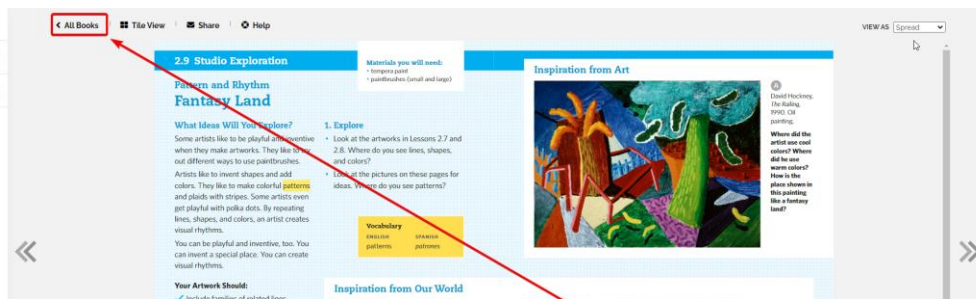 All Books
Tile View
Share
Help
VIEW AS
Spread
2.9 Studio Exploration
Pattern and Rhythm
Fantasy Land
What Ideas Will You Explore?
Some artists like to be playful and inventive
when they make artworks. They like to try
out different ways to use paintbrushes.
Artists like to invent shapes and add
colors. They like to make colorful patterns
and plaids with stripes. Some artists even
get playful with polka dots. By repeating
lines, shapes, and colors, an artist creates
visual rhythms.
You can be playful and inventive, too. You
can invent a special place. You can create
visual rhythms.
Your Artwork Should:
Include families of related lines
Materials you will need:
• tempera paint
• paintbrushes (small and large)
1. Explore
• Look at the artworks in Lessons 2.7 and
2.8. Where do you see lines, shapes,
and colors?
• Look at the pictures on these pages for
ideas. Where do you see patterns?
Vocabulary
ENGLISH SPANISH
patterns patrones
Inspiration from Our World
Inspiration from Art
A
David Hockney,
The Railing,
1990. Oil
painting.
Where did the
artist use cool
colors? Where
did he use
warm colors?
How is the
place shown in
this painting
like a fantasy
land?